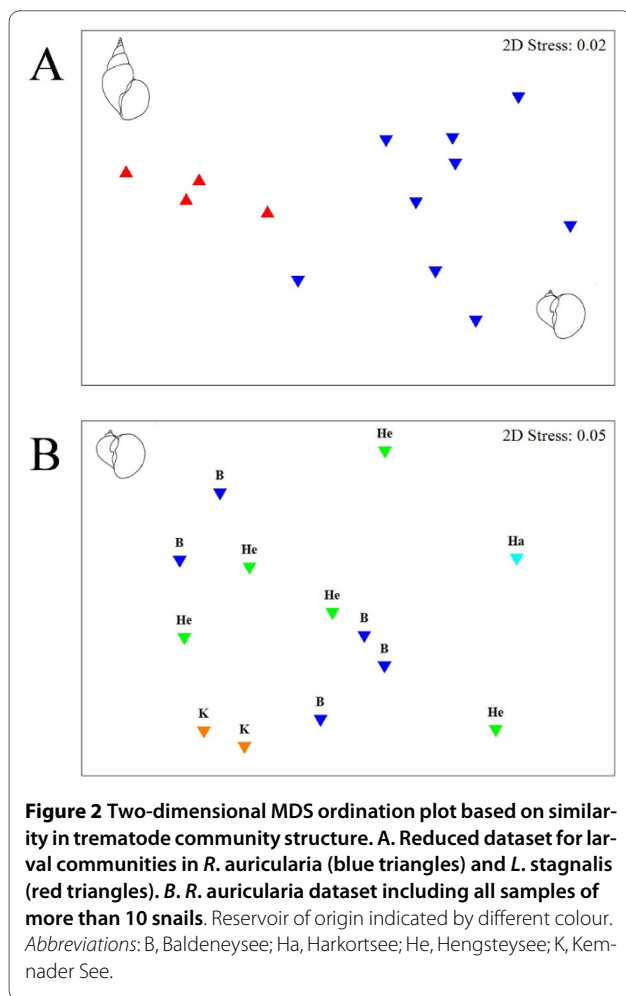 A
2D Stress: 0.02
B
2D Stress: 0.05
He
B
Ha
B
He
He
B
He
B
B
K
He
K
Figure 2 Two-dimensional MDS ordination plot based on similar-
ity in trematode community structure. A. Reduced dataset for lar-
val communities in R. auricularia (blue triangles) and L. stagnalis
(red triangles). B. R. auricularia dataset including all samples of
more than 10 snails. Reservoir of origin indicated by different colour.
Abbreviations: B, Baldeneysee; Ha, Harkortsee; He, Hengsteysee; K, Kem-
nader See.